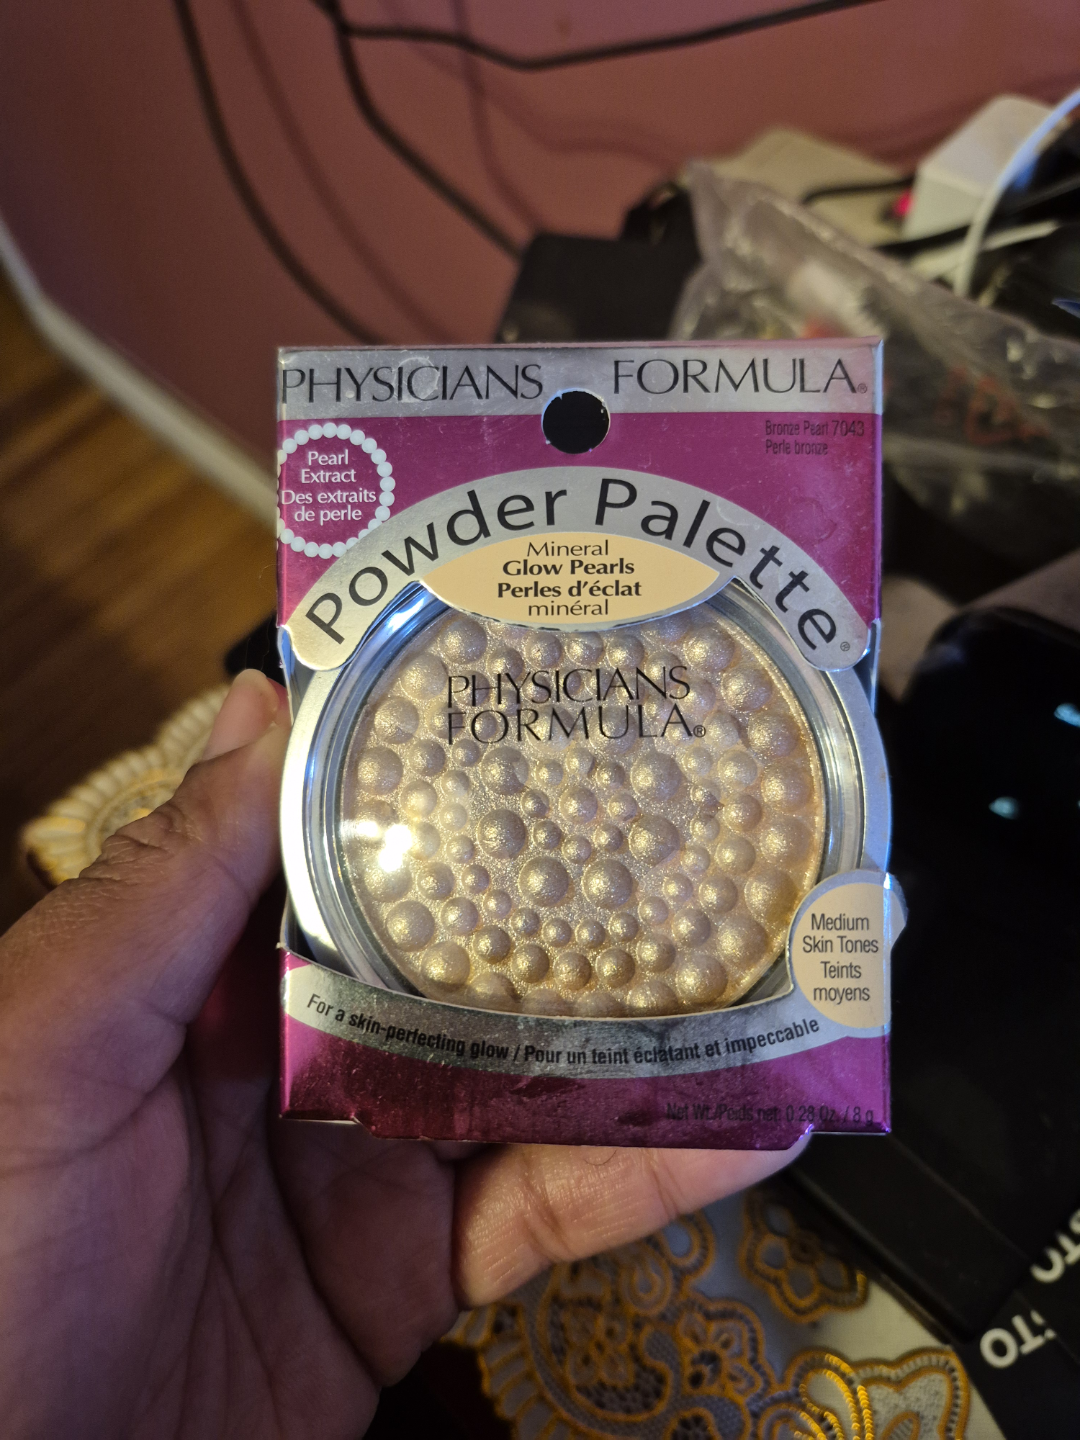 PHYSICIANS FORMULA®
Bronze Pearl 7043
Perle bronze
Pearl
Extract
Des extraits
de perle
Powder Palette®
Mineral
Glow Pearls
Perles d'éclat
minéral
PHYSICIANS
FORMULA®
Medium
Skin Tones
Teints
moyens
For a skin-perfecting glow / Pour un teint éclatant et impeccable
Net Wt./Poids net: 0.28 Oz. / 8 g
STO
STO